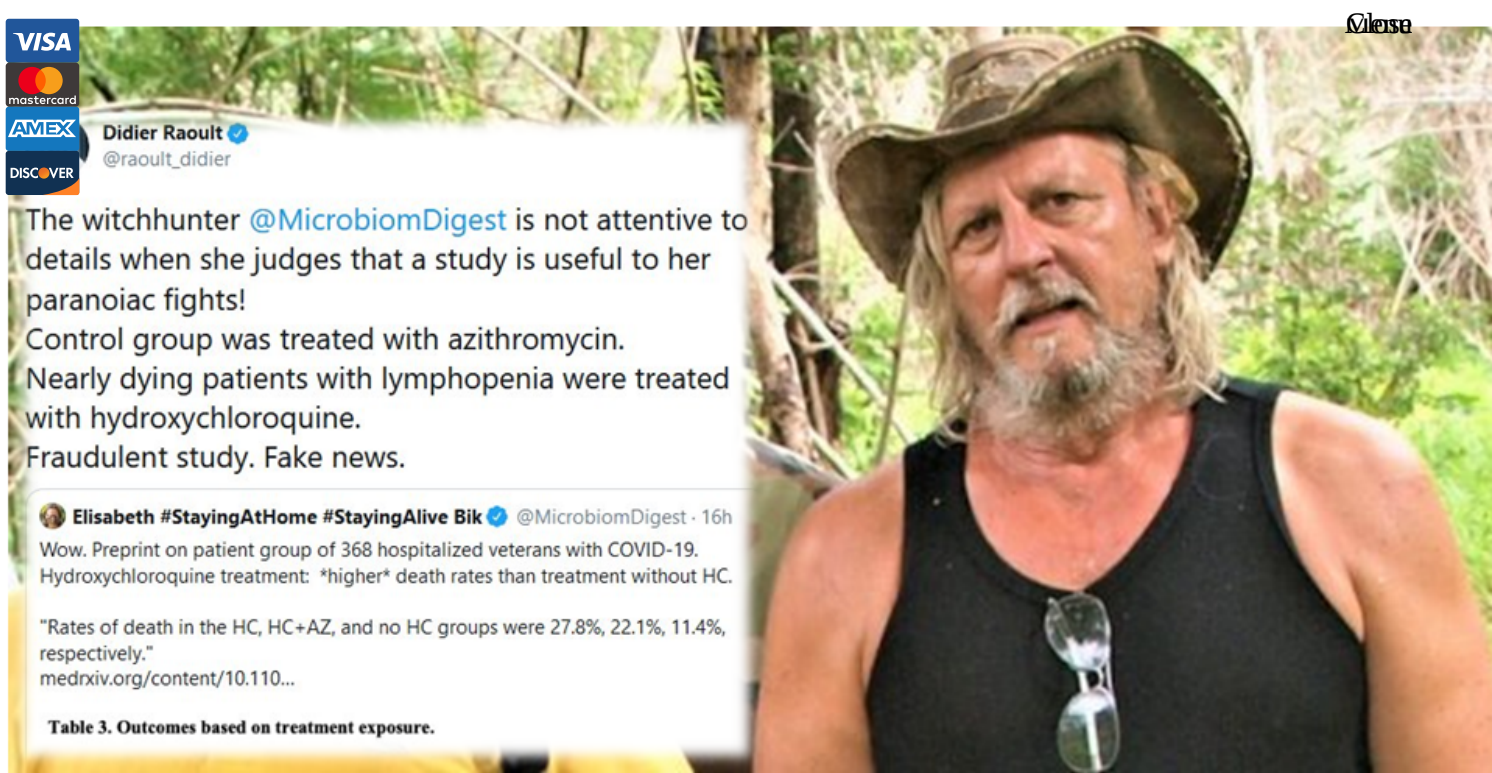 Close
Menu
VISA
mastercard
AMEX
DISCOVER
Didier Raoult
@raoult_didier
The witchhunter @MicrobiomDigest is not attentive to
details when she judges that a study is useful to her
paranoiac fights!
Control group was treated with azithromycin.
Nearly dying patients with lymphopenia were treated
with hydroxychloroquine.
Fraudulent study. Fake news.
Elisabeth #StayingAtHome #StayingAlive Bik @MicrobiomDigest · 16h
Wow. Preprint on patient group of 368 hospitalized veterans with COVID-19.
Hydroxychloroquine treatment: *higher* death rates than treatment without HC.
"Rates of death in the HC, HC+AZ, and no HC groups were 27.8%, 22.1%, 11.4%,
respectively."
medrxiv.org/content/10.110...
Table 3. Outcomes based on treatment exposure.